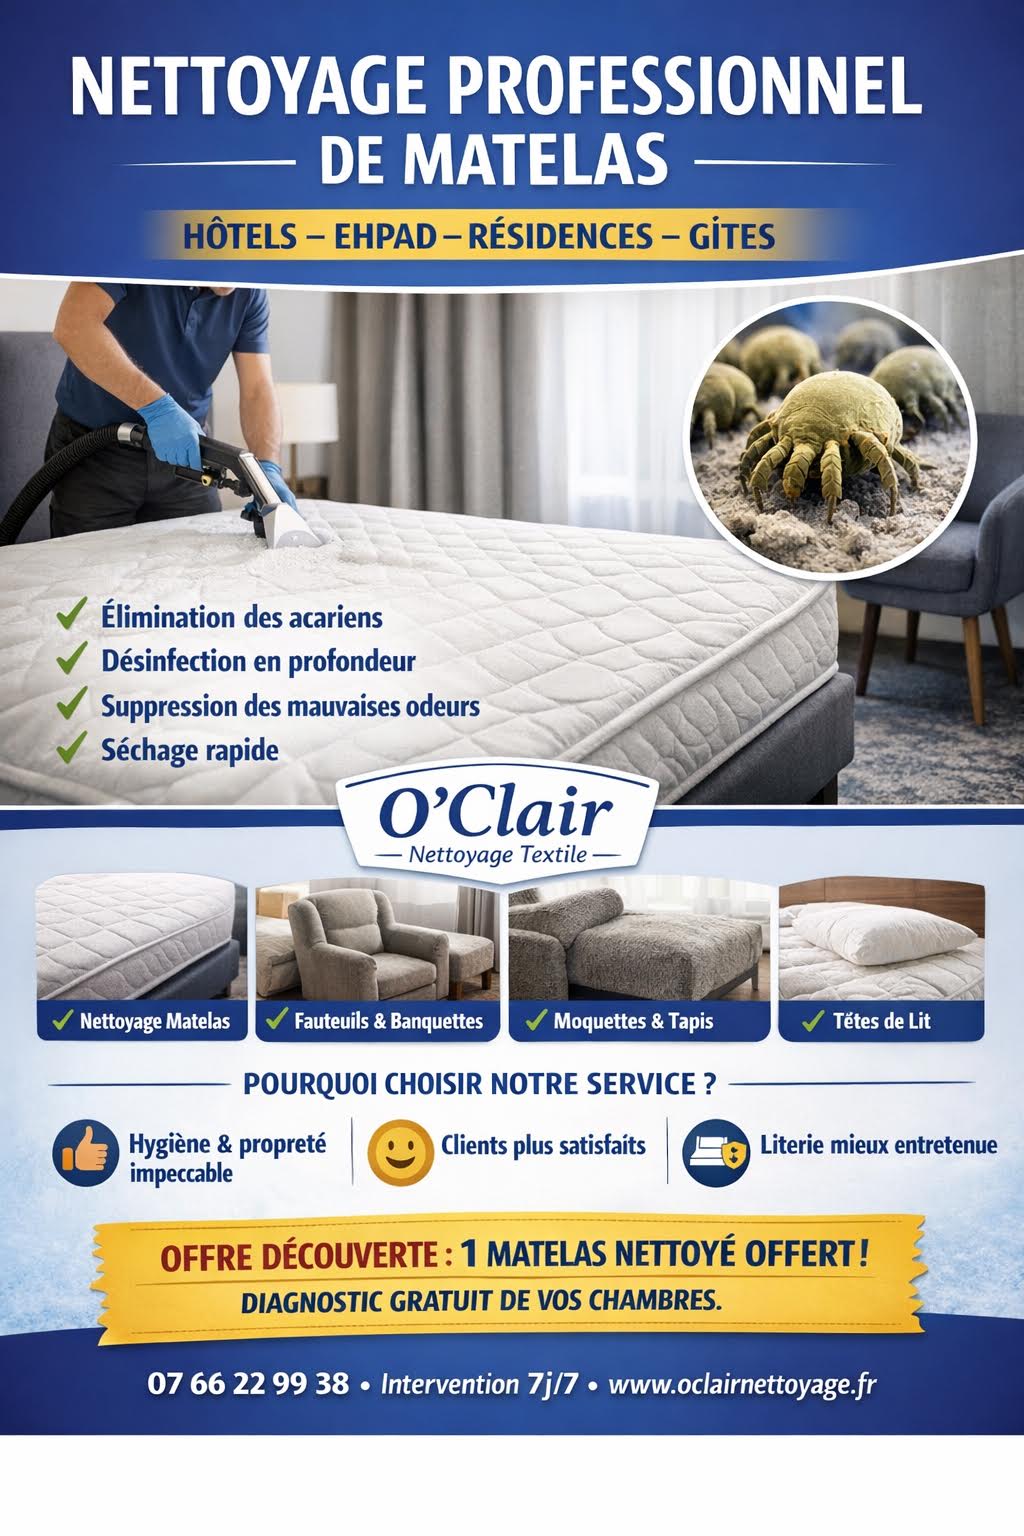 NETTOYAGE PROFESSIONNEL
DE MATELAS
HÔTELS – EHPAD – RÉSIDENCES – GÎTES
Élimination des acariens
Désinfection en profondeur
Suppression des mauvaises odeurs
Séchage rapide
O'Clair
Nettoyage Textile
Nettoyage Matelas
Fauteuils & Banquettes
Moquettes & Tapis
Têtes de Lit
POURQUOI CHOISIR NOTRE SERVICE ?
Hygiène & propreté
impeccable
Clients plus satisfaits
Literie mieux entretenue
OFFRE DÉCOUVERTE : 1 MATELAS NETTOYÉ OFFERT !
DIAGNOSTIC GRATUIT DE VOS CHAMBRES.
07 66 22 99 38 • Intervention 7j/7 • www.oclairnettoyage.fr